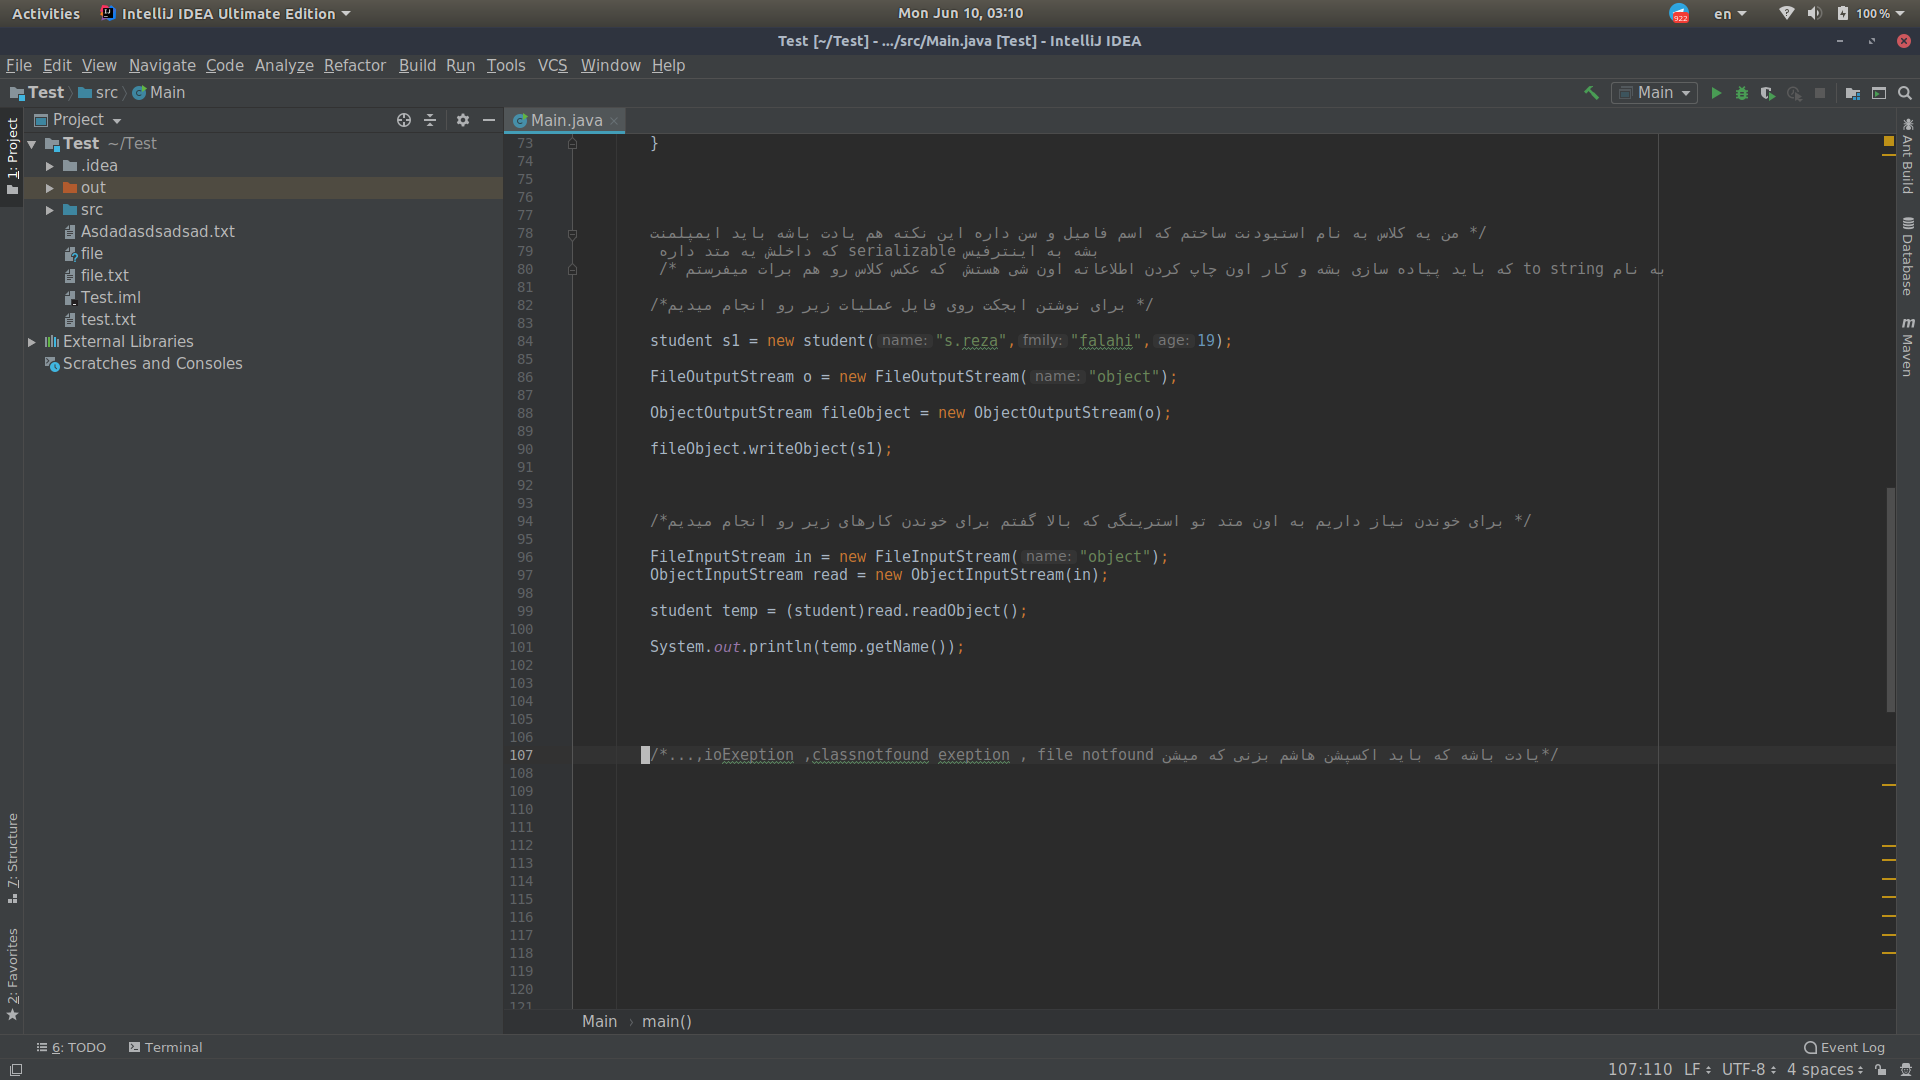 Activities IntelliJ IDEA Ultimate Edition Mon Jun 10, 03:10 922 en 100 %
Test [~/Test] - .../src/Main.java [Test] - IntelliJ IDEA
File Edit View Navigate Code Analyze Refactor Build Run Tools VCS Window Help
Test src Main Main
Project
Main.java
Test ~/Test
.idea
out
src
Asdadasdsadsad.txt
file
file.txt
Test.iml
test.txt
External Libraries
Scratches and Consoles
1: Project
7: Structure
2: Favorites
Ant Build
Database
Maven
73 }
74
75
76
77
78 /* من یه کلاس به نام استیودنت ساختم که اسم فامیل و سن داره این نکته هم یادت باشه باید ایمپلمنت
79 بشه به اینترفیس serializable که داخلش یه متد داره
80 به نام to string که باید پیاده سازی بشه و کار اون چاپ کردن اطلاعاته اون شی هستش که عکس کلاس رو هم برات میفرستم */
81
82 /*برای نوشتن ابجکت روی فایل عملیات زیر رو انجام میدیم */
83
84 student s1 = new student( name: "s.reza", fmily: "falahi", age: 19);
85
86 FileOutputStream o = new FileOutputStream( name: "object");
87
88 ObjectOutputStream fileObject = new ObjectOutputStream(o);
89
90 fileObject.writeObject(s1);
91
92
93
94 /*برای خوندن نیاز داریم به اون متد تو استرینگی که بالا گفتم برای خوندن کارهای زیر رو انجام میدیم */
95
96 FileInputStream in = new FileInputStream( name: "object");
97 ObjectInputStream read = new ObjectInputStream(in);
98
99 student temp = (student)read.readObject();
100
101 System.out.println(temp.getName());
102
103
104
105
106
107 /*...,ioExeption ,classnotfound exeption , file notfound یادت باشه که باید اکسپشن هاشم بزنی که میشن*/
108
109
110
111
112
113
114
115
116
117
118
119
120
121
Main › main()
6: TODO Terminal Event Log
107:110 LF UTF-8 4 spaces